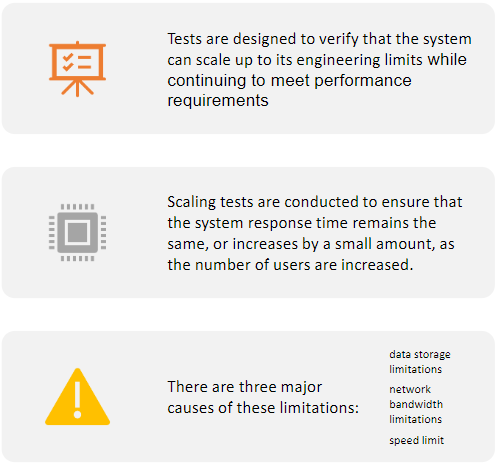 Tests are designed to verify that the system
can scale up to its engineering limits while
continuing to meet performance
requirements
Scaling tests are conducted to ensure that
the system response time remains the
same, or increases by a small amount, as
the number of users are increased.
There are three major
causes of these limitations:
data storage
limitations
network
bandwidth
limitations
speed limit